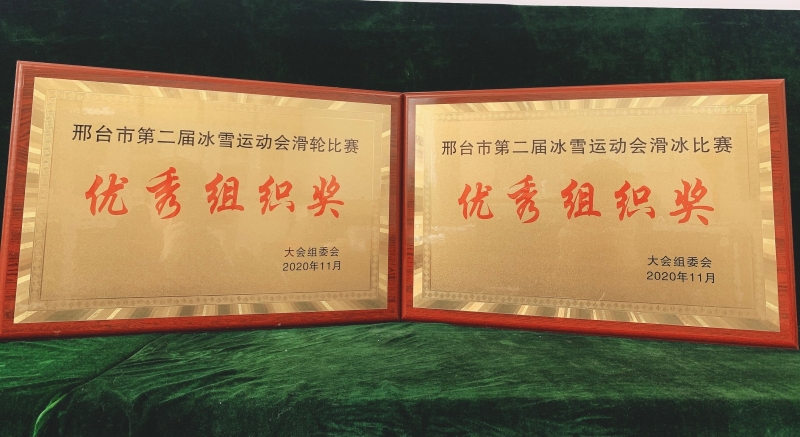 邢台市第二届冰雪运动会滑轮比赛
优秀组织奖
大会组委会
2020年11月
邢台市第二届冰雪运动会滑冰比赛
优秀组织奖
大会组委会
2020年11月